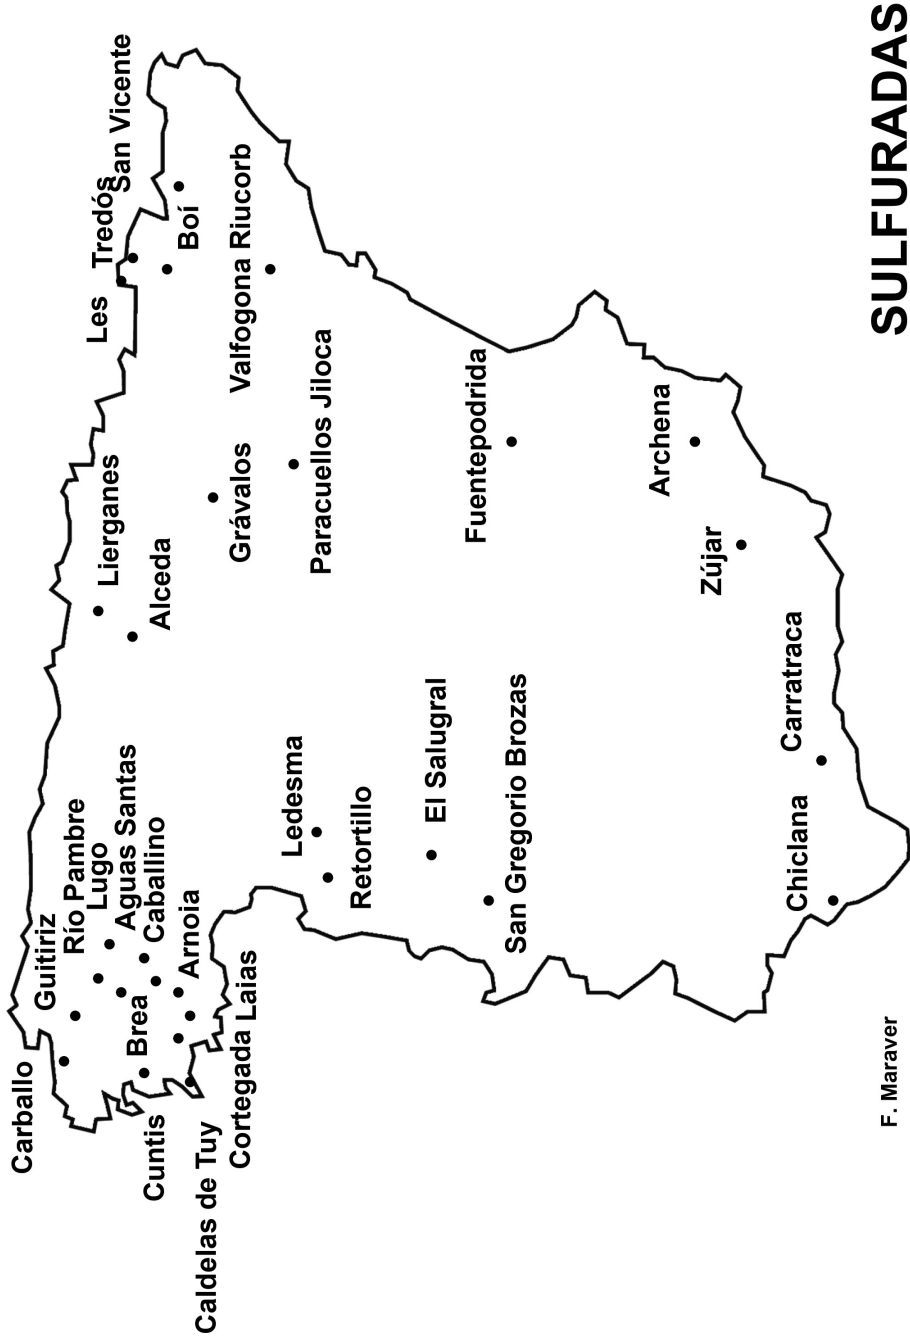 Carballo
Guitiriz
Río Pambre
Lugo
Aguas Santas
Caballino
Brea
Arnoia
Cuntis
Caldelas de Tuy
Cortegada
Laias
Lierganes
Alceda
Les
Tredós
San Vicente
Boí
Valfogona Riucorb
Grávalos
Paracuellos Jiloca
Ledesma
Retortillo
El Salugral
San Gregorio Brozas
Fuentepodrida
Archena
Zújar
Carratraca
Chiclana
F. Maraver
SULFURADAS